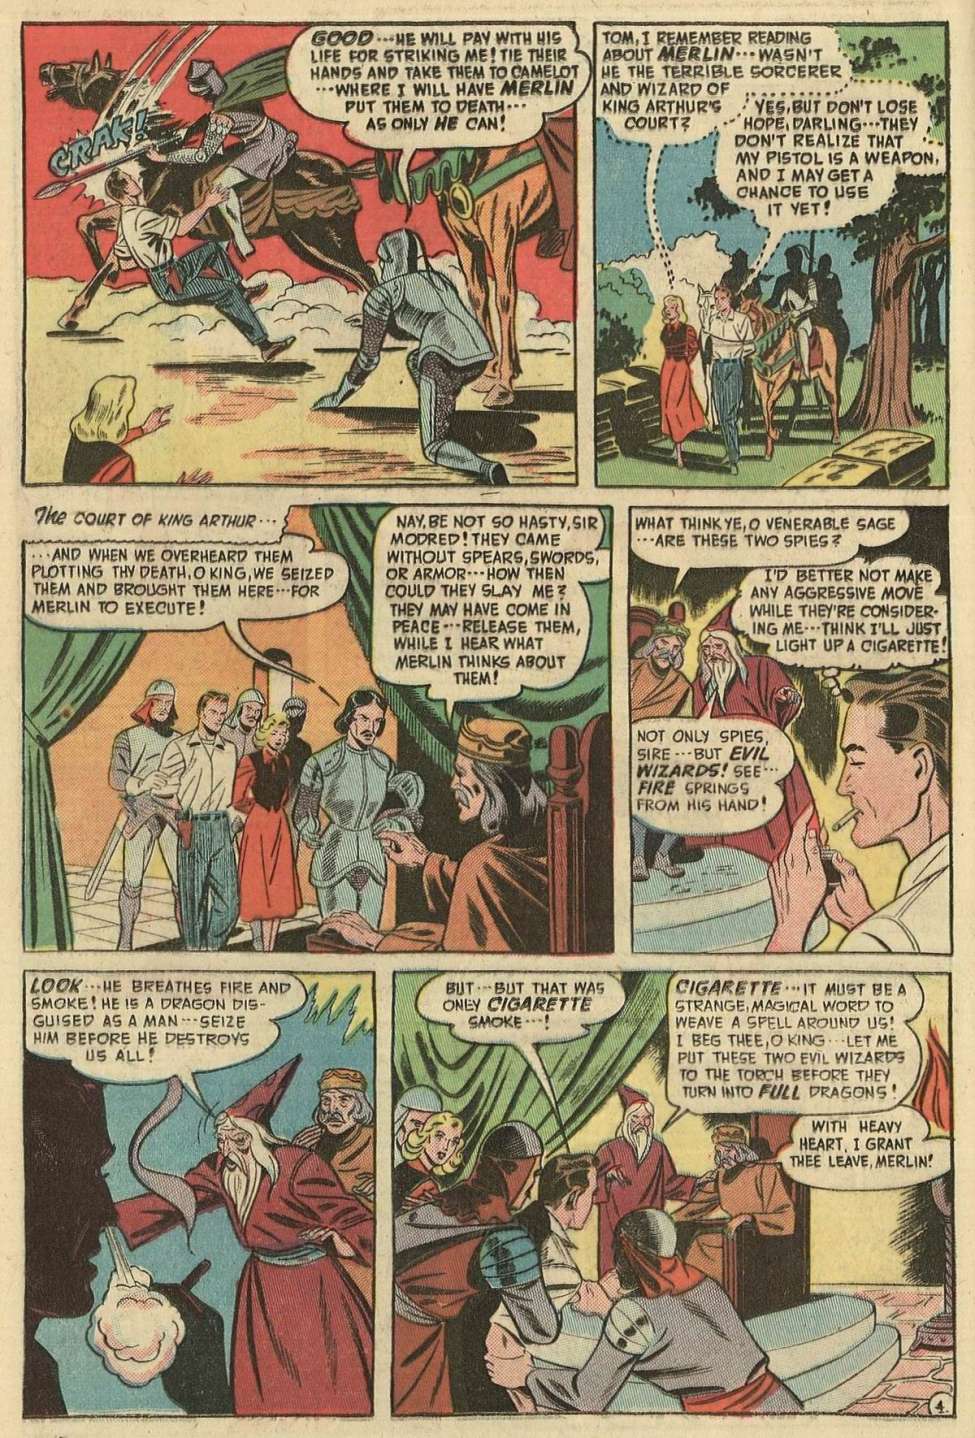 GOOD---HE WILL PAY WITH HIS
LIFE FOR STRIKING ME! TIE THEIR
HANDS AND TAKE THEM TO CAMELOT
---WHERE I WILL HAVE MERLIN
PUT THEM TO DEATH---
AS ONLY HE CAN!
CRAK!
TOM, I REMEMBER READING
ABOUT MERLIN---WASN'T
HE THE TERRIBLE SORCERER
AND WIZARD OF
KING ARTHUR'S
COURT?
YES, BUT DON'T LOSE
HOPE, DARLING---THEY
DON'T REALIZE THAT
MY PISTOL IS A WEAPON,
AND I MAY GET A
CHANCE TO USE
IT YET!
The COURT OF KING ARTHUR---
---AND WHEN WE OVERHEARD THEM
PLOTTING THY DEATH, O KING, WE SEIZED
THEM AND BROUGHT THEM HERE---FOR
MERLIN TO EXECUTE!
NAY, BE NOT SO HASTY, SIR
MODRED! THEY CAME
WITHOUT SPEARS, SWORDS,
OR ARMOR---HOW THEN
COULD THEY SLAY ME?
THEY MAY HAVE COME IN
PEACE---RELEASE THEM,
WHILE I HEAR WHAT
MERLIN THINKS ABOUT
THEM!
WHAT THINK YE, O VENERABLE SAGE
---ARE THESE TWO SPIES?
I'D BETTER NOT MAKE
ANY AGGRESSIVE MOVE
WHILE THEY'RE CONSIDER-
ING ME---THINK I'LL JUST
LIGHT UP A CIGARETTE!
NOT ONLY SPIES,
SIRE---BUT EVIL
WIZARDS! SEE---
FIRE SPRINGS
FROM HIS HAND!
LOOK---HE BREATHES FIRE AND
SMOKE! HE IS A DRAGON DIS-
GUISED AS A MAN---SEIZE
HIM BEFORE HE DESTROYS
US ALL!
BUT--BUT THAT WAS
ONLY CIGARETTE
SMOKE---!
CIGARETTE---IT MUST BE A
STRANGE, MAGICAL WORD TO
WEAVE A SPELL AROUND US!
I BEG THEE, O KING---LET ME
PUT THESE TWO EVIL WIZARDS
TO THE TORCH BEFORE THEY
TURN INTO FULL DRAGONS!
WITH HEAVY
HEART, I GRANT
THEE LEAVE, MERLIN!
4